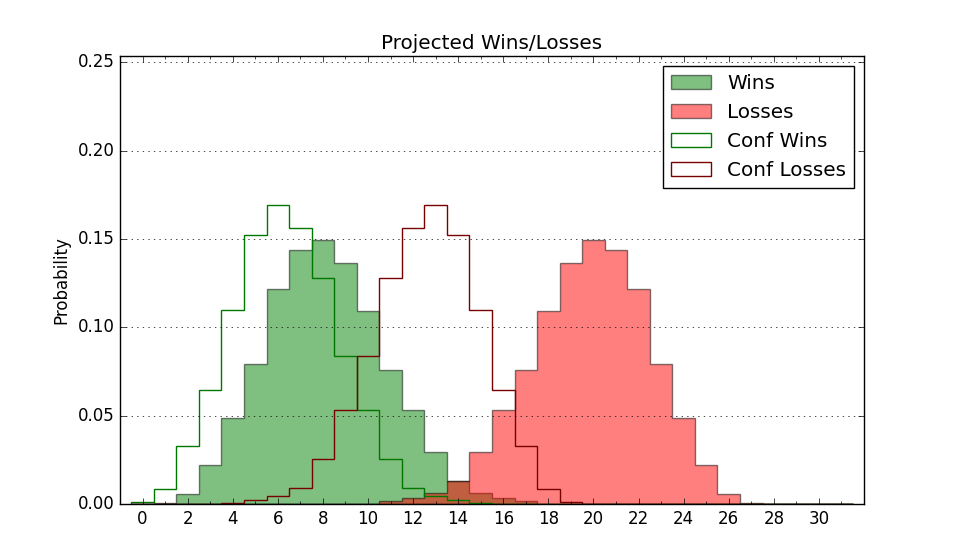 Projected Wins/Losses
0.25
0.20
0.15
0.10
0.05
0.00
Probability
Wins
Losses
Conf Wins
Conf Losses
0 2 4 6 8 10 12 14 16 18 20 22 24 26 28 30